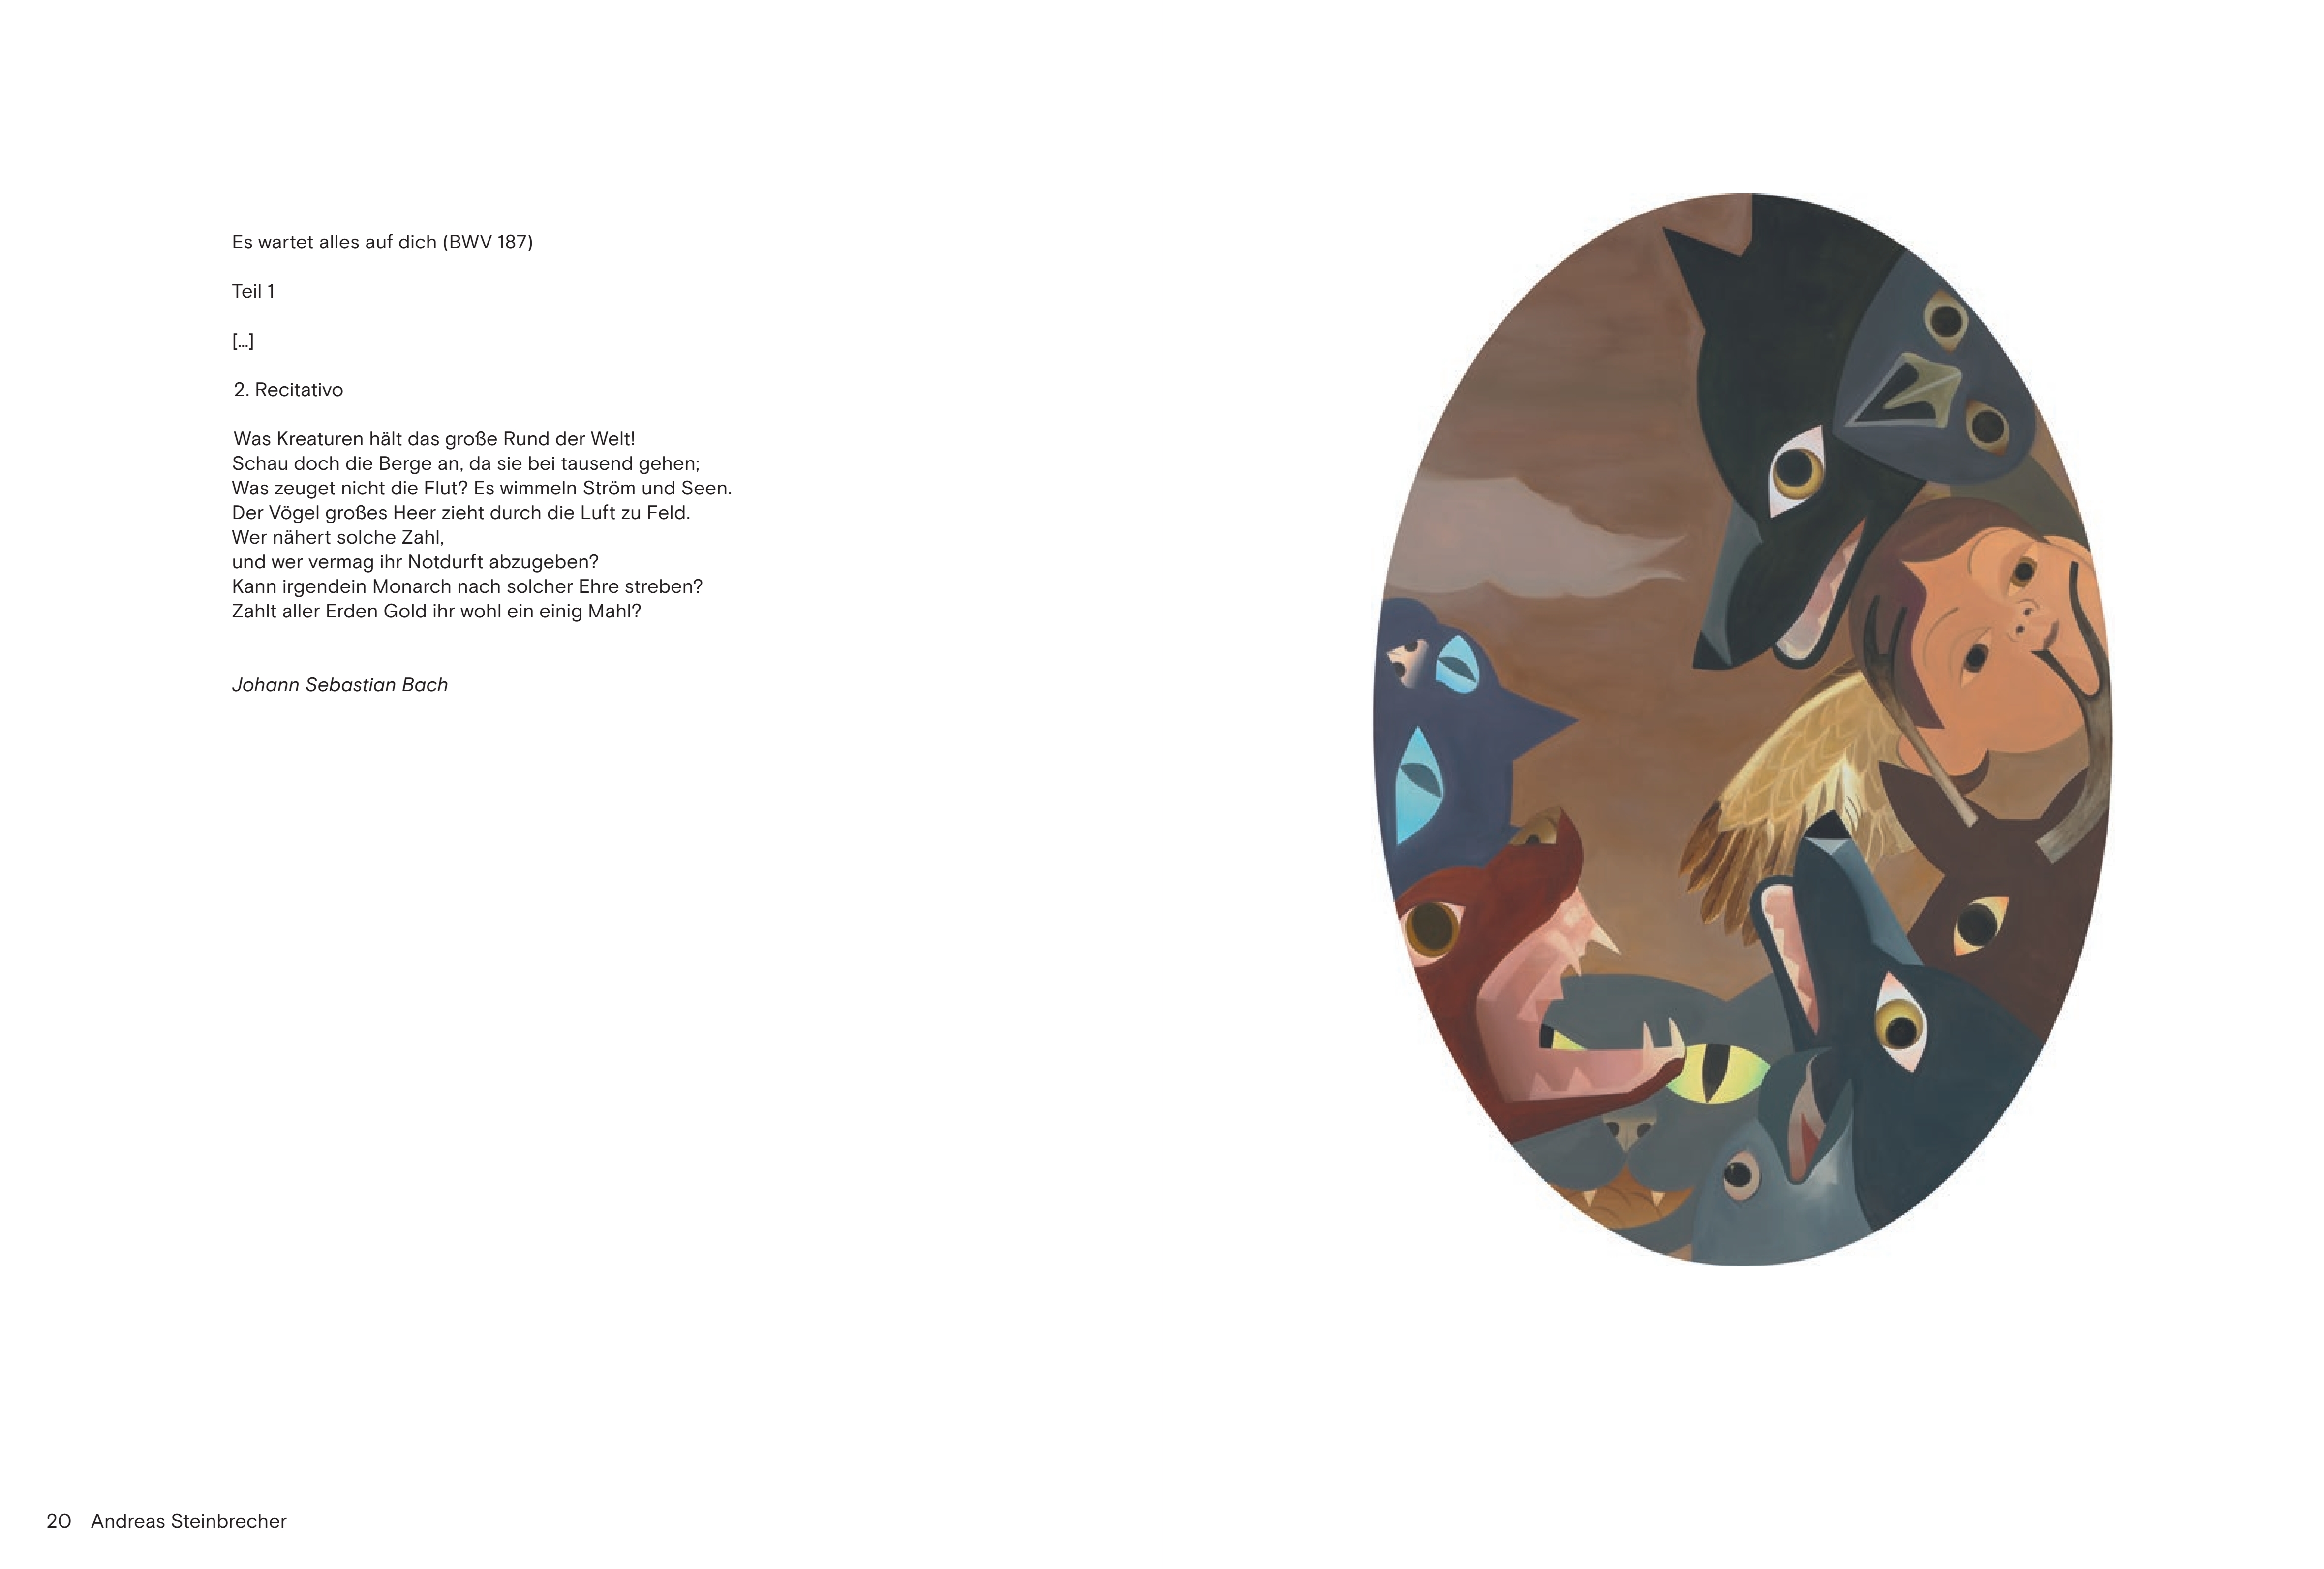 Es wartet alles auf dich (BWV 187)
Teil 1
[...]
2. Recitativo
Was Kreaturen hält das große Rund der Welt!
Schau doch die Berge an, da sie bei tausend gehen;
Was zeuget nicht die Flut? Es wimmeln Ström und Seen.
Der Vögel großes Heer zieht durch die Luft zu Feld.
Wer nähert solche Zahl,
und wer vermag ihr Notdurft abzugeben?
Kann irgendein Monarch nach solcher Ehre streben?
Zahlt aller Erden Gold ihr wohl ein einig Mahl?
Johann Sebastian Bach
20 Andreas Steinbrecher